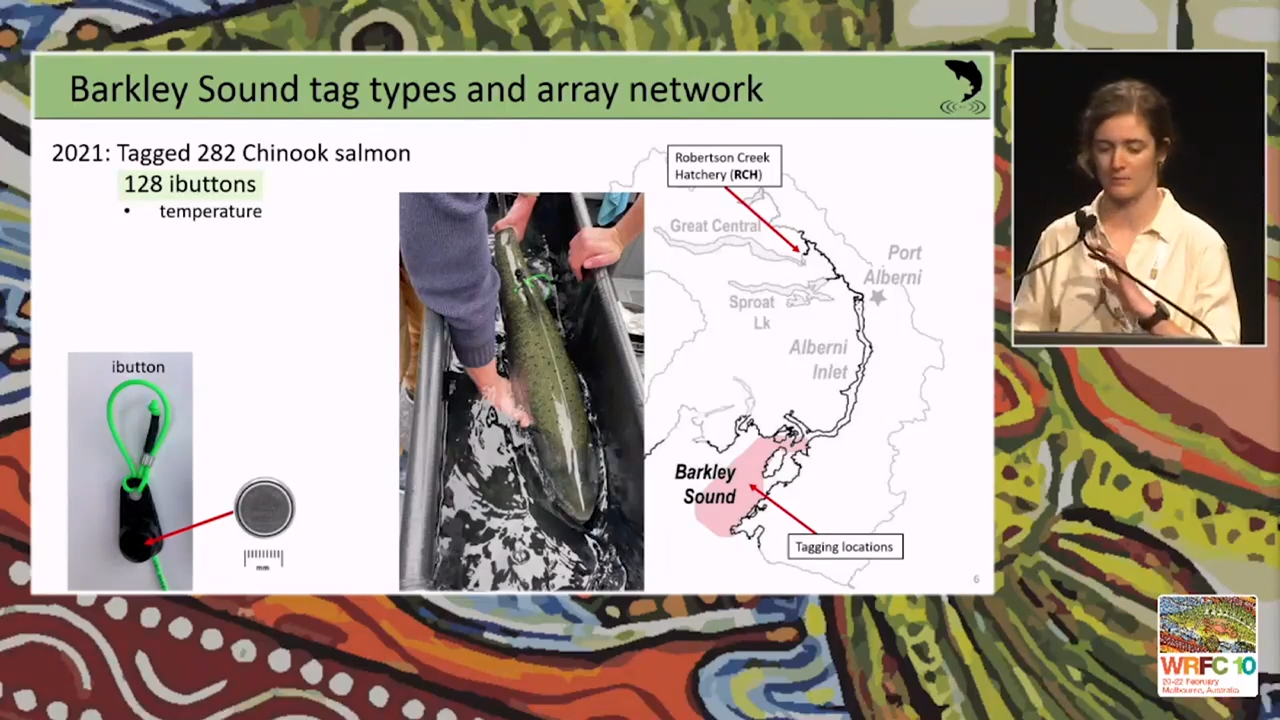 Barkley Sound tag types and array network
2021: Tagged 282 Chinook salmon
128 ibuttons
• temperature
ibutton
mm
Robertson Creek
Hatchery (RCH)
Great Central
Port
Alberni
Sproat
Lk
Alberni
Inlet
Barkley
Sound
Tagging locations
6
WRFC 10
20-22 February
Melbourne, Australia